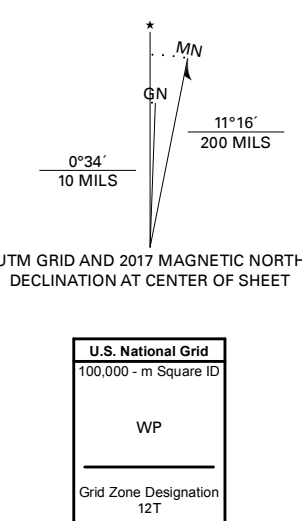 ★
MN
GN
11°16´
200 MILS
0°34´
10 MILS
UTM GRID AND 2017 MAGNETIC NORTH
DECLINATION AT CENTER OF SHEET
U.S. National Grid
100,000 - m Square ID
WP
Grid Zone Designation
12T